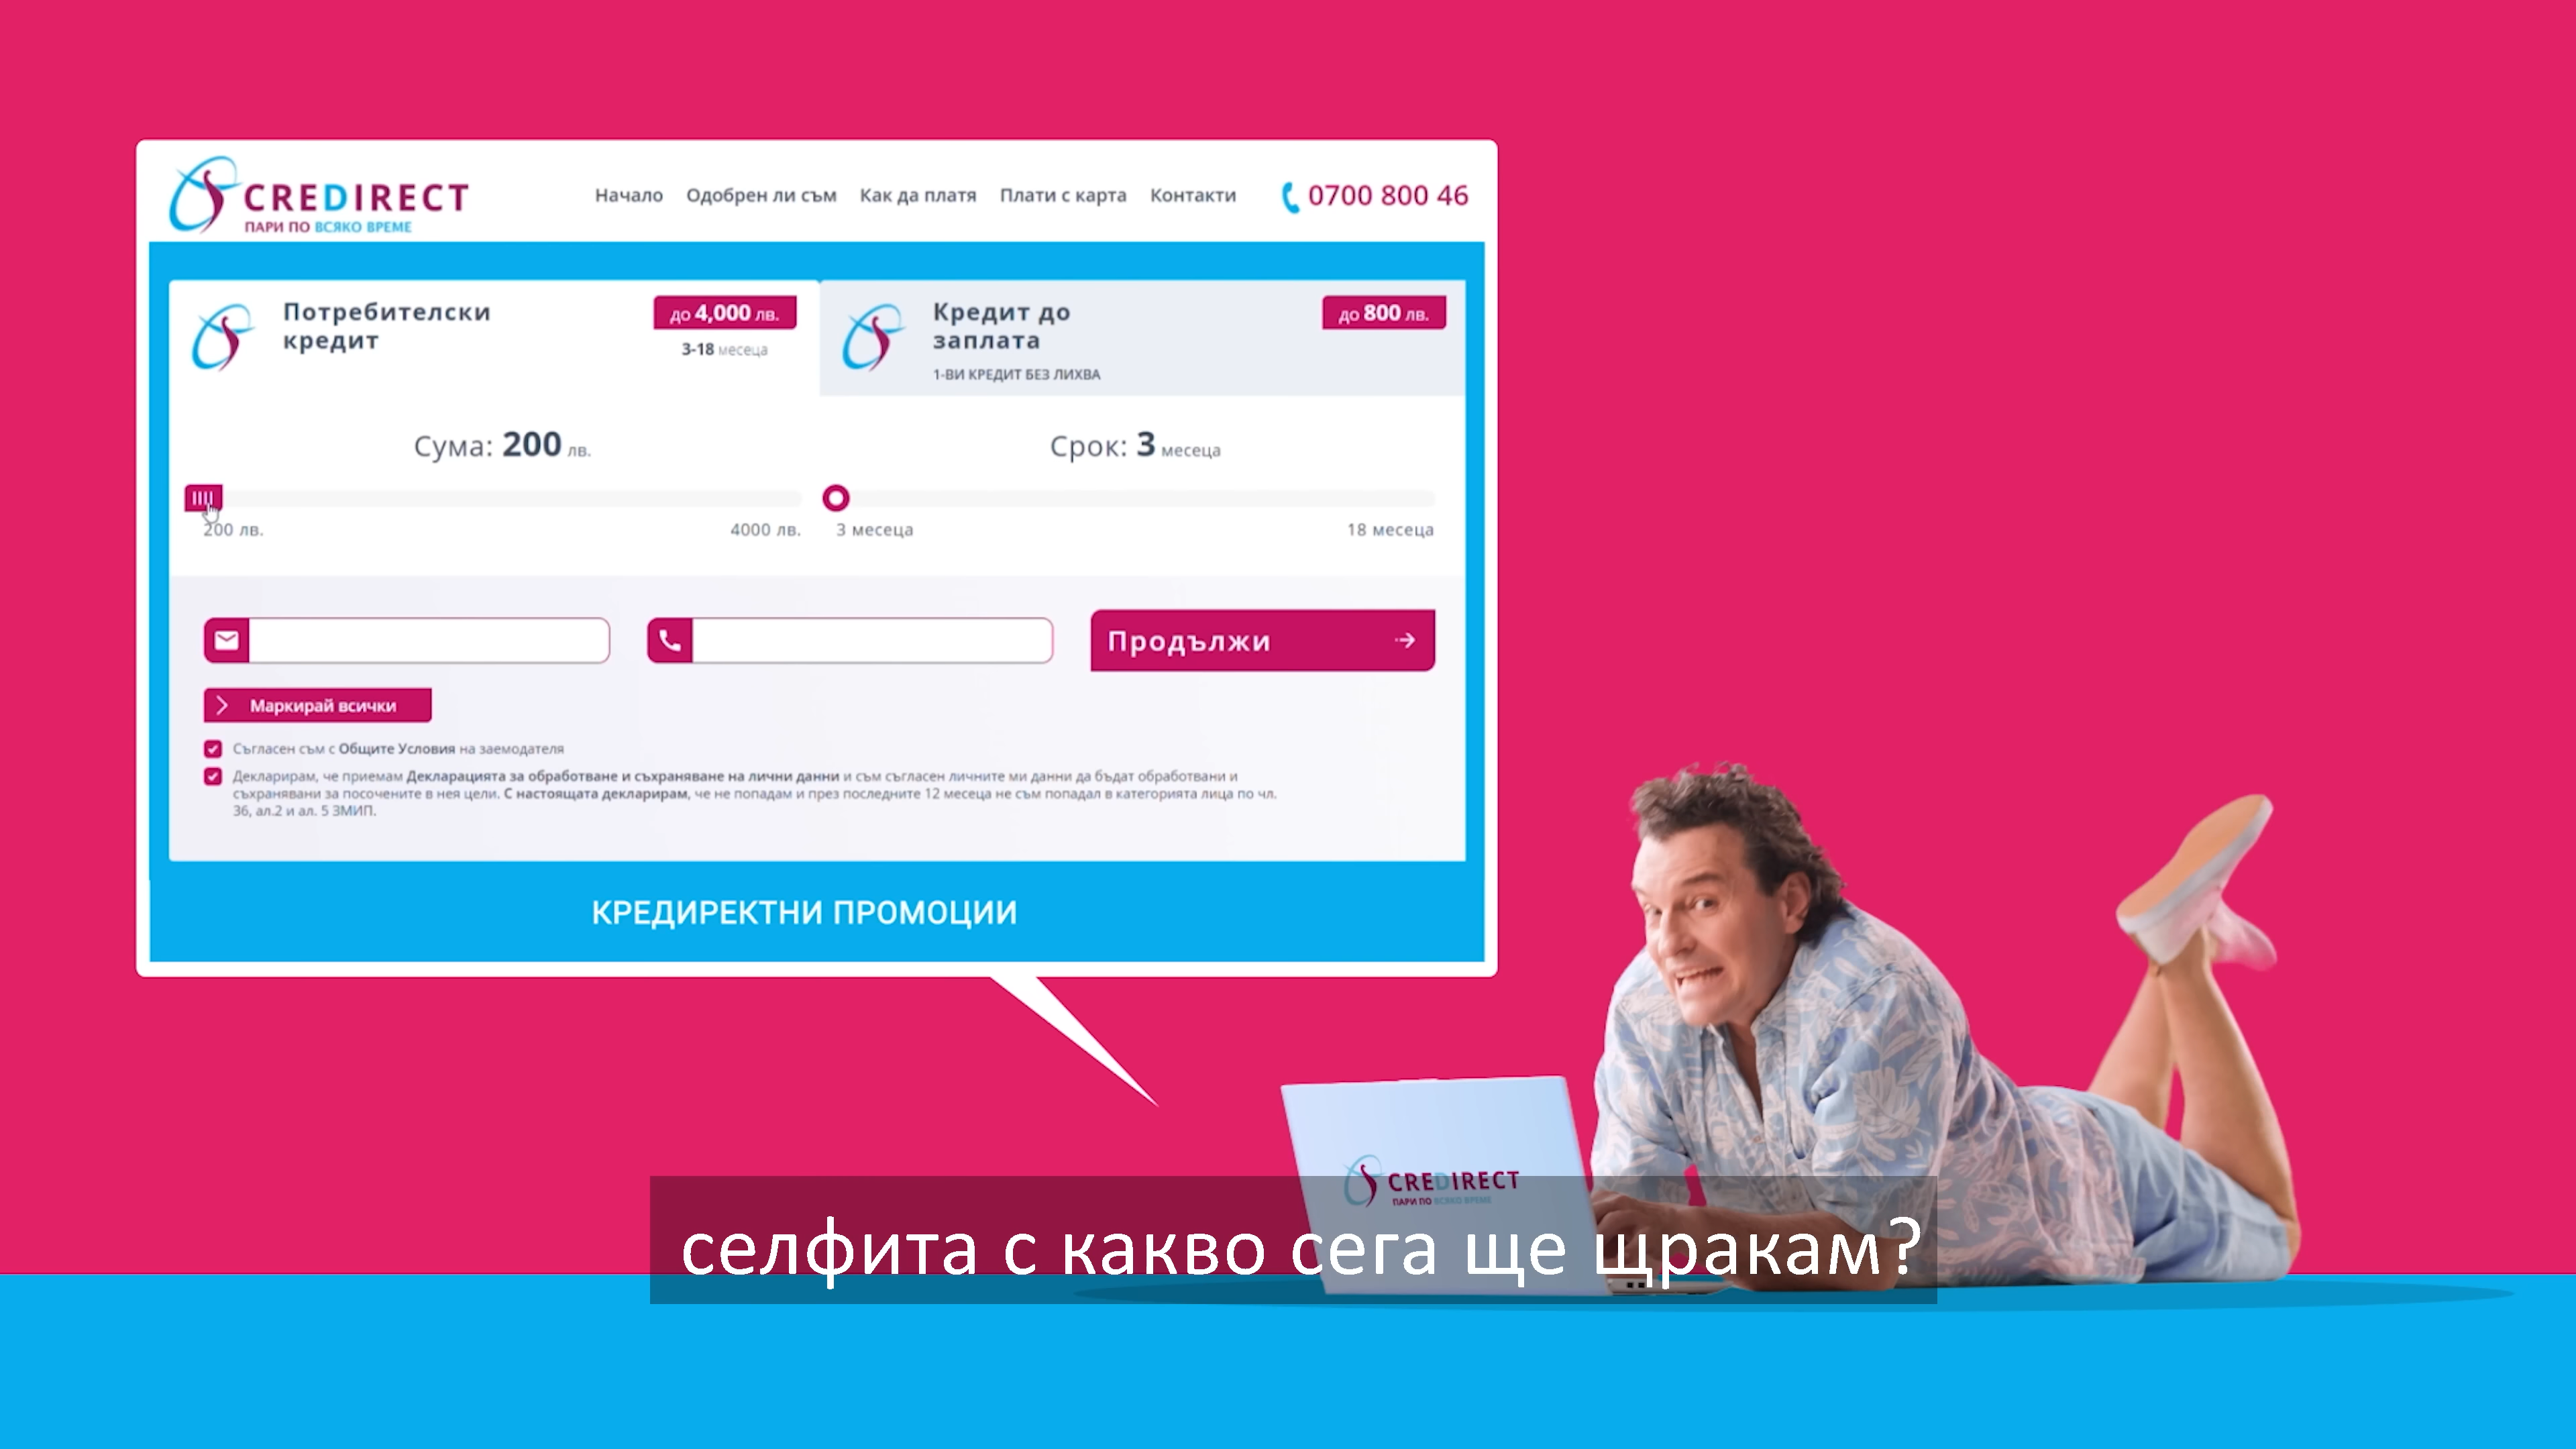 CREDIRECT
ПАРИ ПО ВСЯКО ВРЕМЕ
Начало Одобрен ли съм Как да платя Плати с карта Контакти 0700 800 46
Потребителски
кредит
до 4,000 лв.
3-18 месеца
Кредит до
заплата
1-ВИ КРЕДИТ БЕЗ ЛИХВА
до 800 лв.
Сума: 200 лв.
200 лв. 4000 лв.
Срок: 3 месеца
3 месеца 18 месеца
Продължи
Маркирай всички
Съгласен съм с Общите Условия на заемодателя
Декларирам, че приемам Декларацията за обработване и съхраняване на лични данни и съм съгласен личните ми данни да бъдат обработвани и
съхранявани за посочените в нея цели. С настоящата декларирам, че не попадам и през последните 12 месеца не съм попадал в категорията лица по чл.
36, ал.2 и ал. 5 ЗМИП.
КРЕДИРЕКТНИ ПРОМОЦИИ
CREDIRECT
ПАРИ ПО ВСЯКО ВРЕМЕ
селфита с какво сега ще щракам?